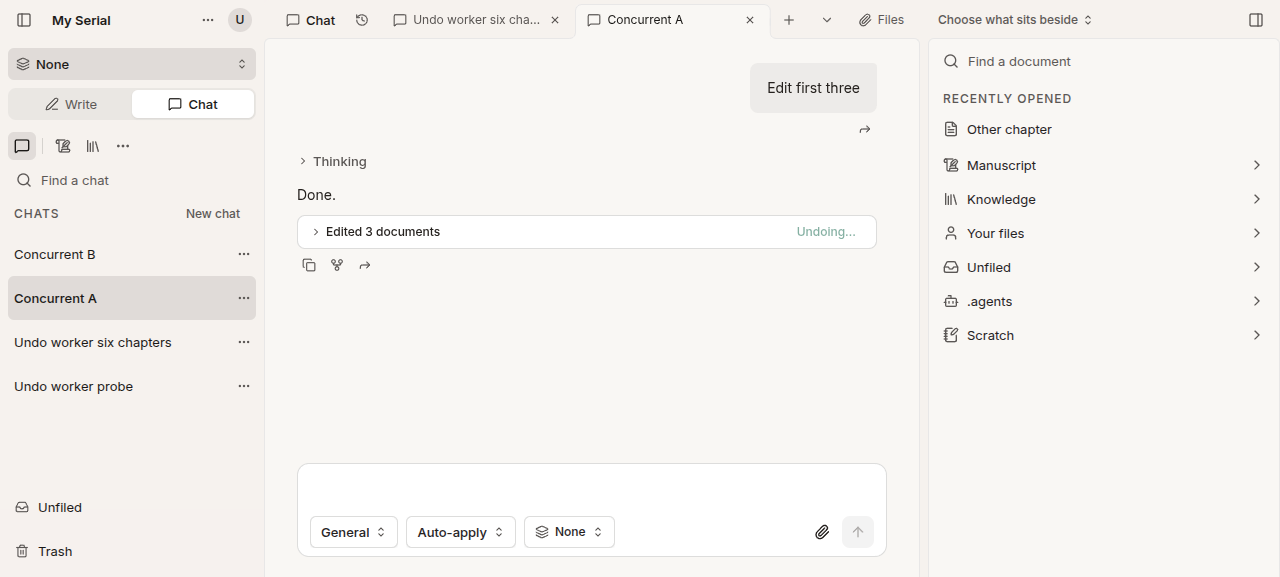 My Serial
U
None
Write
Chat
Find a chat
CHATS
New chat
Concurrent B
Concurrent A
Undo worker six chapters
Undo worker probe
Unfiled
Trash
Chat
Undo worker six cha...
Concurrent A
Files
Edit first three
Thinking
Done.
Edited 3 documents
Undoing...
General
Auto-apply
None
Choose what sits beside
Find a document
RECENTLY OPENED
Other chapter
Manuscript
Knowledge
Your files
Unfiled
.agents
Scratch